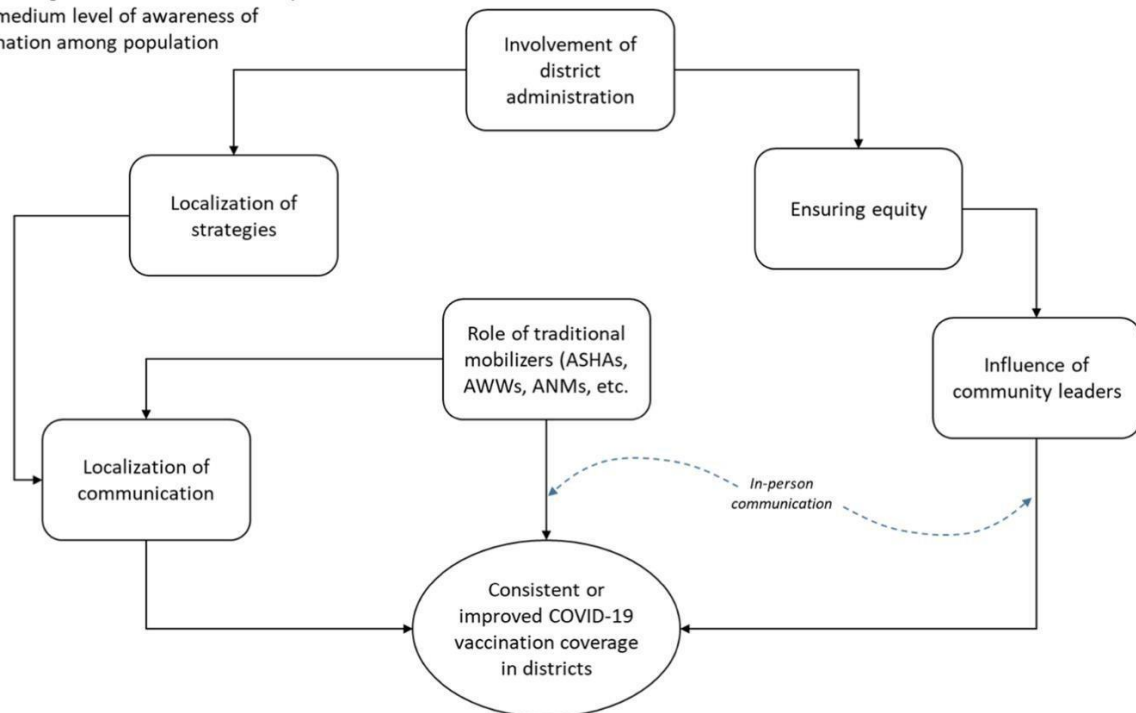 medium level of awareness of
nation among population
Involvement of
district
administration
Localization of
strategies
Ensuring equity
Role of traditional
mobilizers (ASHAs,
AWWs, ANMs, etc.
Influence of
community leaders
Localization of
communication
In-person
communication
Consistent or
improved COVID-19
vaccination coverage
in districts